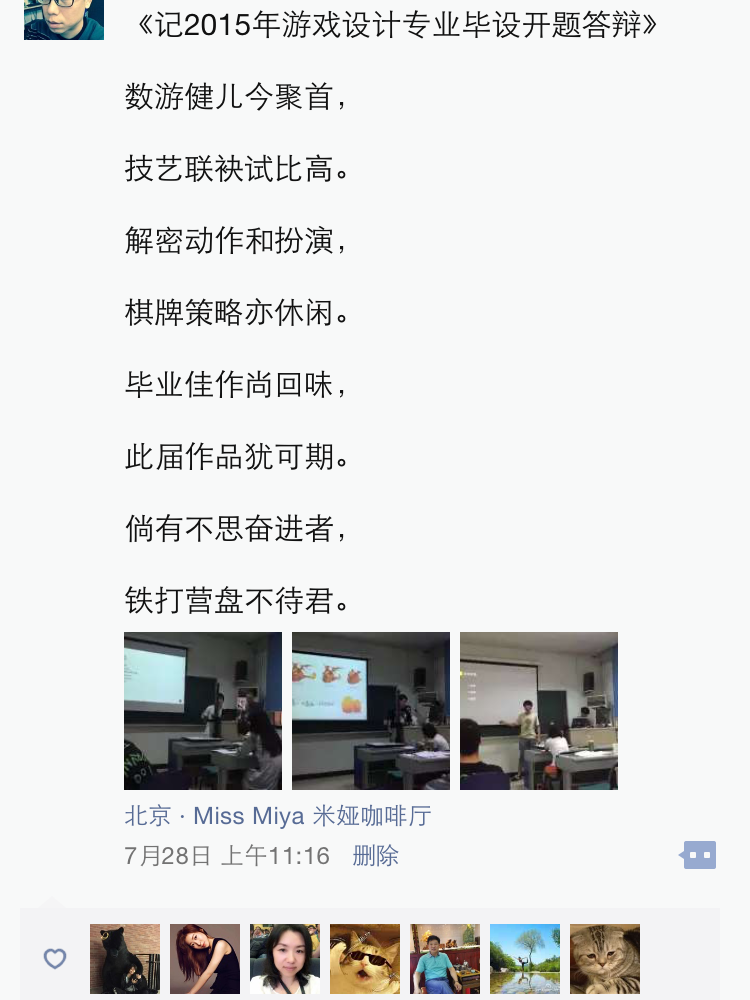 《记2015年游戏设计专业毕设开题答辩》
数游健儿今聚首，
技艺联袂试比高。
解密动作和扮演，
棋牌策略亦休闲。
毕业佳作尚回味，
此届作品犹可期。
倘有不思奋进者，
铁打营盘不待君。
北京 · Miss Miya 米娅咖啡厅
7月28日 上午11:16 删除